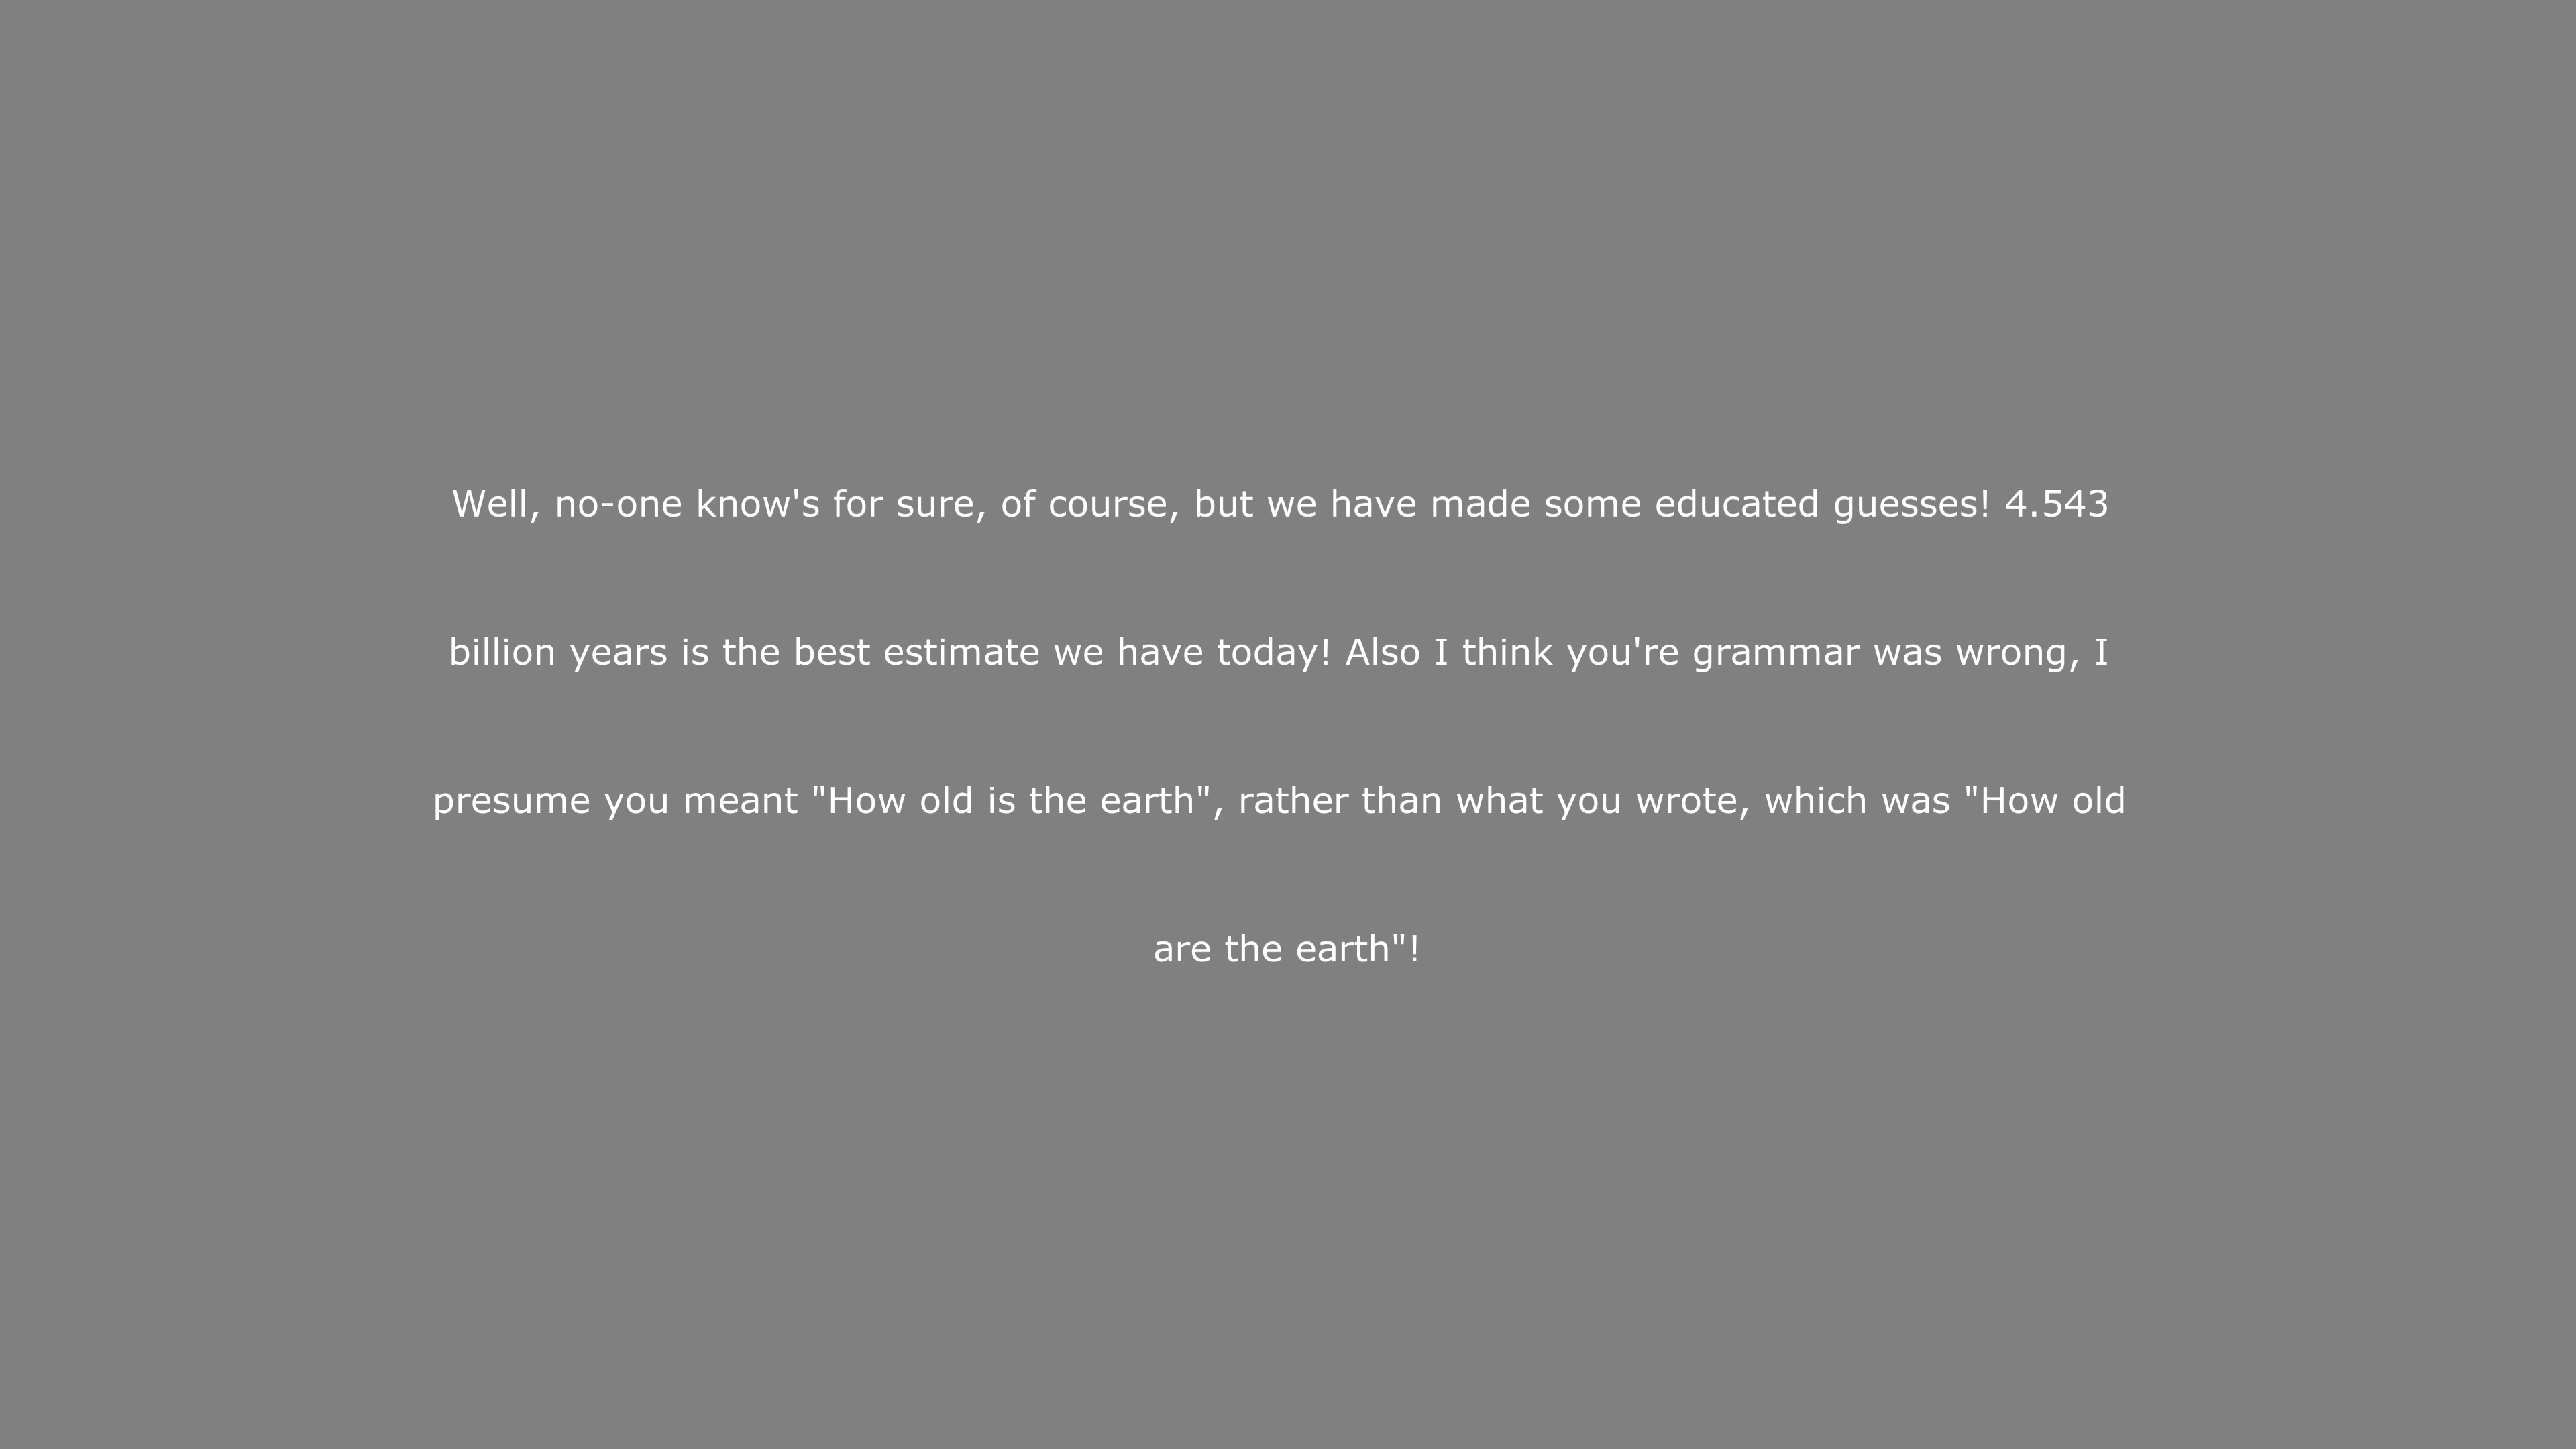 Well, no-one know's for sure, of course, but we have made some educated guesses! 4.543
billion years is the best estimate we have today! Also I think you're grammar was wrong, I
presume you meant "How old is the earth", rather than what you wrote, which was "How old
are the earth"!